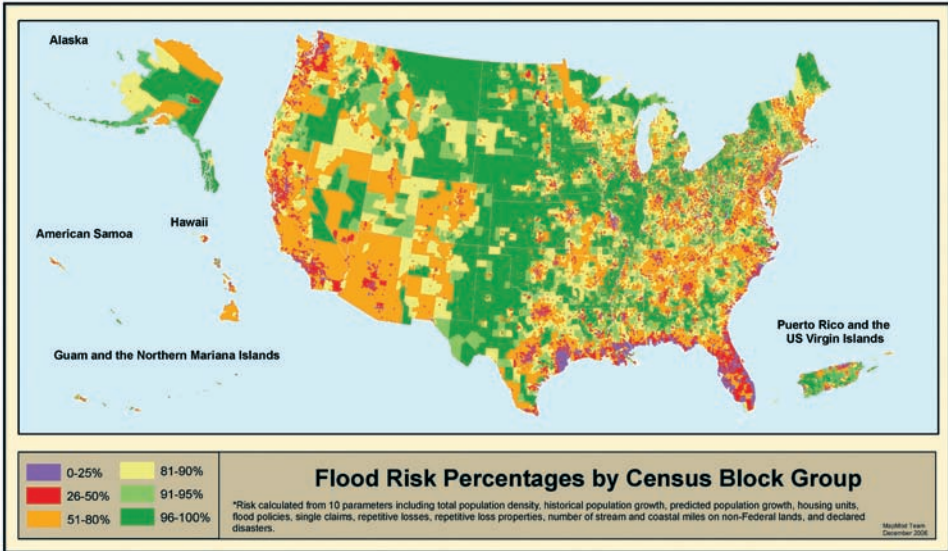 Alaska
Hawaii
American Samoa
Guam and the Northern Mariana Islands
Puerto Rico and the
US Virgin Islands
0-25%
26-50%
51-80%
81-90%
91-95%
96-100%
Flood Risk Percentages by Census Block Group
*Risk calculated from 10 parameters including total population density, historical population growth, predicted population growth, housing units,
flood policies, single claims, repetitive losses, repetitive loss properties, number of stream and coastal miles on non-Federal lands, and declared
disasters.
MapMod Team
December 2006